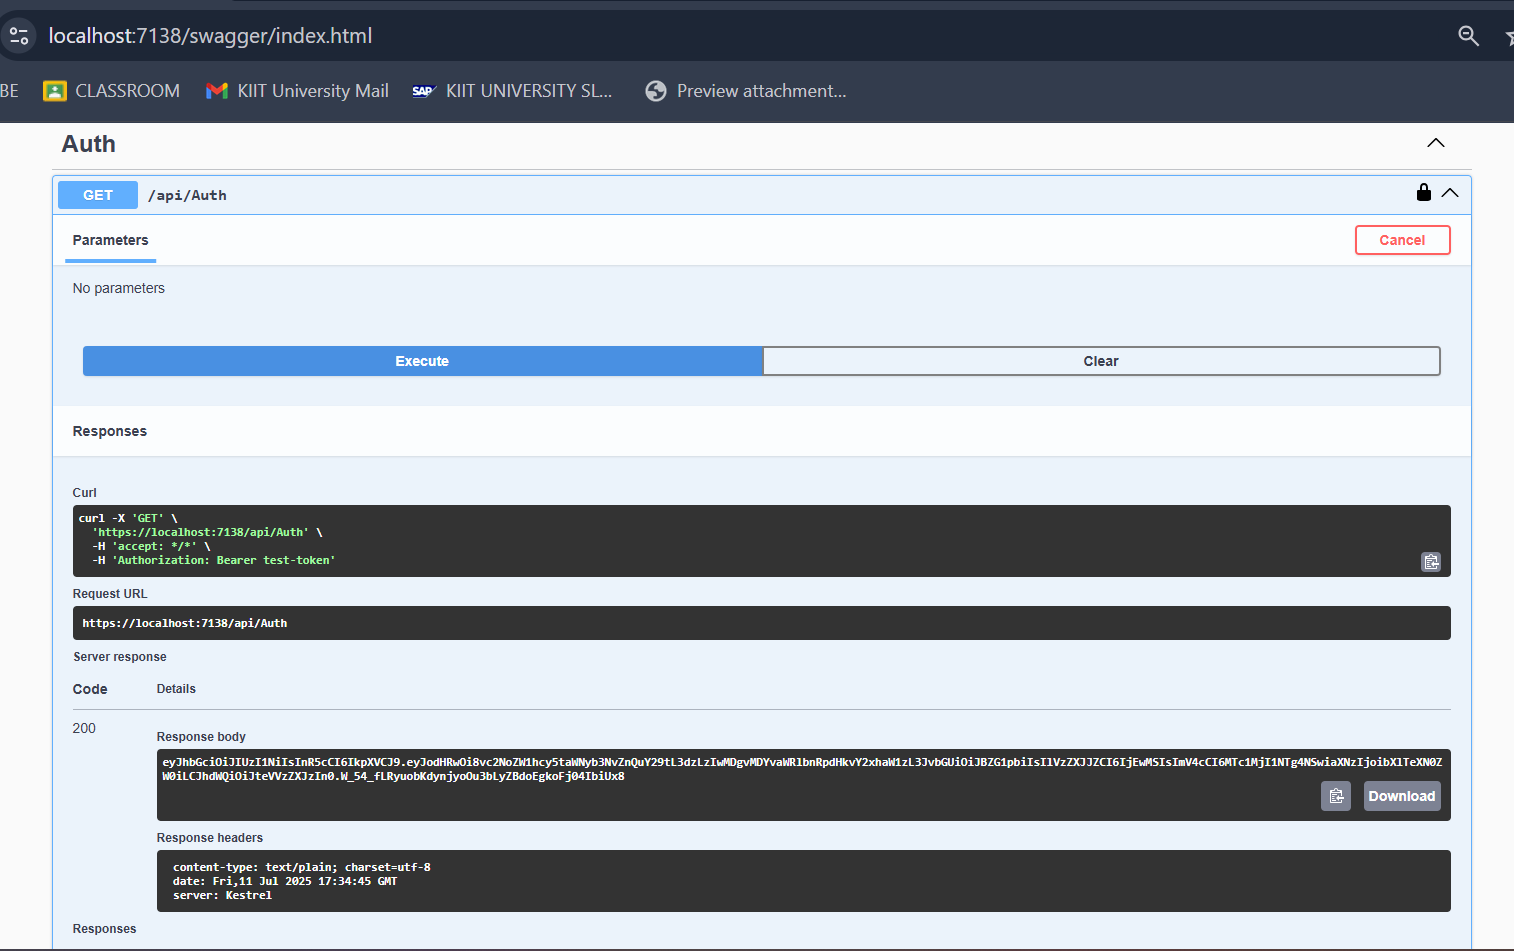 localhost:7138/swagger/index.html
BE CLASSROOM KIIT University Mail SAP KIIT UNIVERSITY SL... Preview attachment...
Auth
GET /api/Auth
Parameters
Cancel
No parameters
Execute Clear
Responses
Curl
curl -X 'GET' \
'https://localhost:7138/api/Auth' \
-H 'accept: */*' \
-H 'Authorization: Bearer test-token'
Request URL
https://localhost:7138/api/Auth
Server response
Code Details
200
Response body
eyJhbGciOiJIUzI1NiIsInR5cCI6IkpXVCJ9.eyJodHRwOi8vc2NoZW1hcy5taWNyb3NvZnQuY29tL3dzLzIwMDgvMDYvaWRlbnRpdHkvY2xhaW1zL3JvbGUiOiJBZG1pbiIsIlVzZXJJZCI6IjEwMSIsImV4cCI6MTc1MjI1NTg4NSwiaXNzIjoibXlTeXN0Z
W0iLCJhdWQiOiJteVVzZXJzIn0.W_54_fLRyuobKdynjyoOu3bLyZBdoEgkoFj04IbiUx8
Download
Response headers
content-type: text/plain; charset=utf-8
date: Fri,11 Jul 2025 17:34:45 GMT
server: Kestrel
Responses